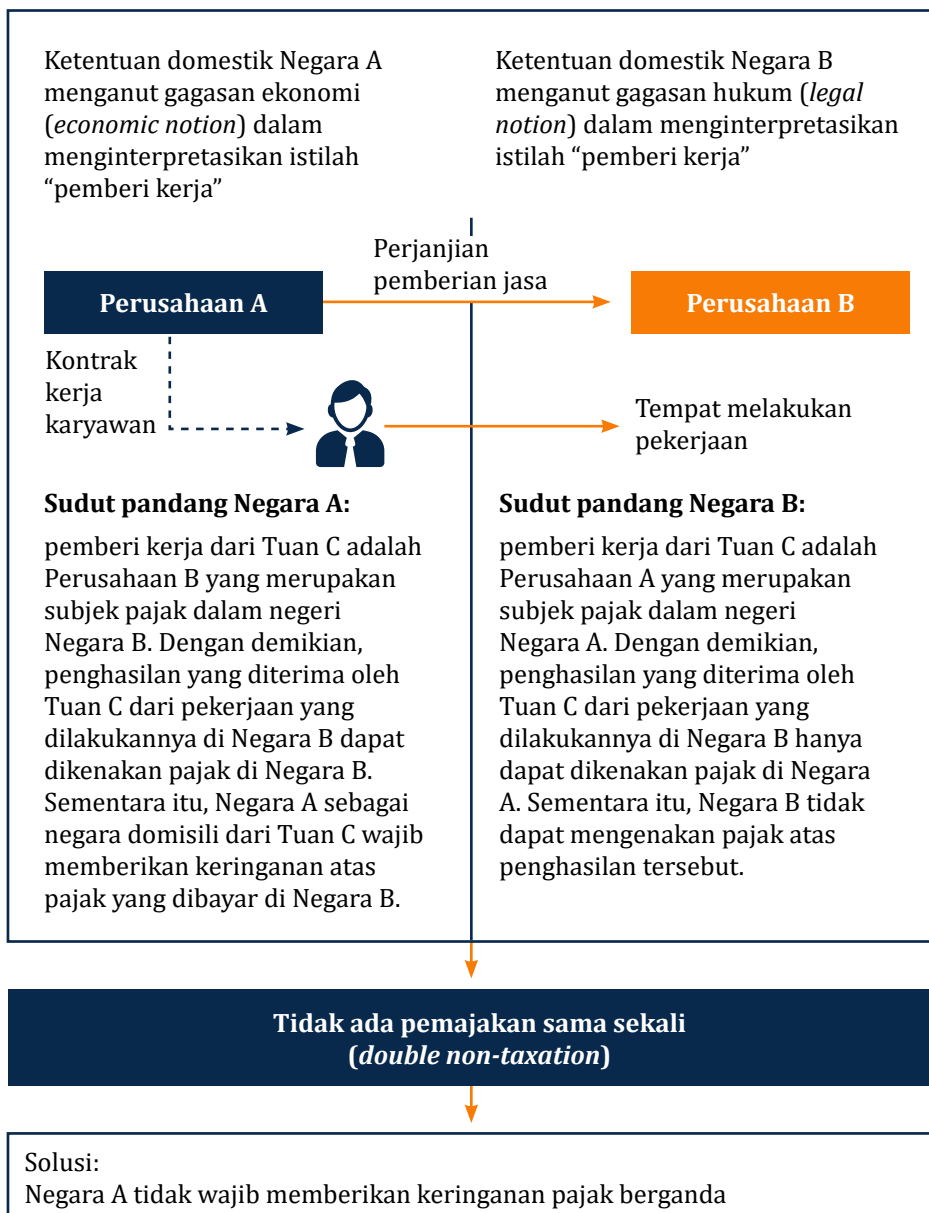 Ketentuan domestik Negara A
menganut gagasan ekonomi
(economic notion) dalam
menginterpretasikan istilah
“pemberi kerja”
Ketentuan domestik Negara B
menganut gagasan hukum (legal
notion) dalam menginterpretasikan
istilah “pemberi kerja”
Perjanjian
pemberian jasa
Perusahaan A
Perusahaan B
Kontrak
kerja
karyawan
Tempat melakukan
pekerjaan
Sudut pandang Negara A:
pemberi kerja dari Tuan C adalah
Perusahaan B yang merupakan
subjek pajak dalam negeri
Negara B. Dengan demikian,
penghasilan yang diterima oleh
Tuan C dari pekerjaan yang
dilakukannya di Negara B dapat
dikenakan pajak di Negara B.
Sementara itu, Negara A sebagai
negara domisili dari Tuan C wajib
memberikan keringanan atas
pajak yang dibayar di Negara B.
Sudut pandang Negara B:
pemberi kerja dari Tuan C adalah
Perusahaan A yang merupakan
subjek pajak dalam negeri
Negara A. Dengan demikian,
penghasilan yang diterima oleh
Tuan C dari pekerjaan yang
dilakukannya di Negara B hanya
dapat dikenakan pajak di Negara
A. Sementara itu, Negara B tidak
dapat mengenakan pajak atas
penghasilan tersebut.
Tidak ada pemajakan sama sekali
(double non-taxation)
Solusi:
Negara A tidak wajib memberikan keringanan pajak berganda